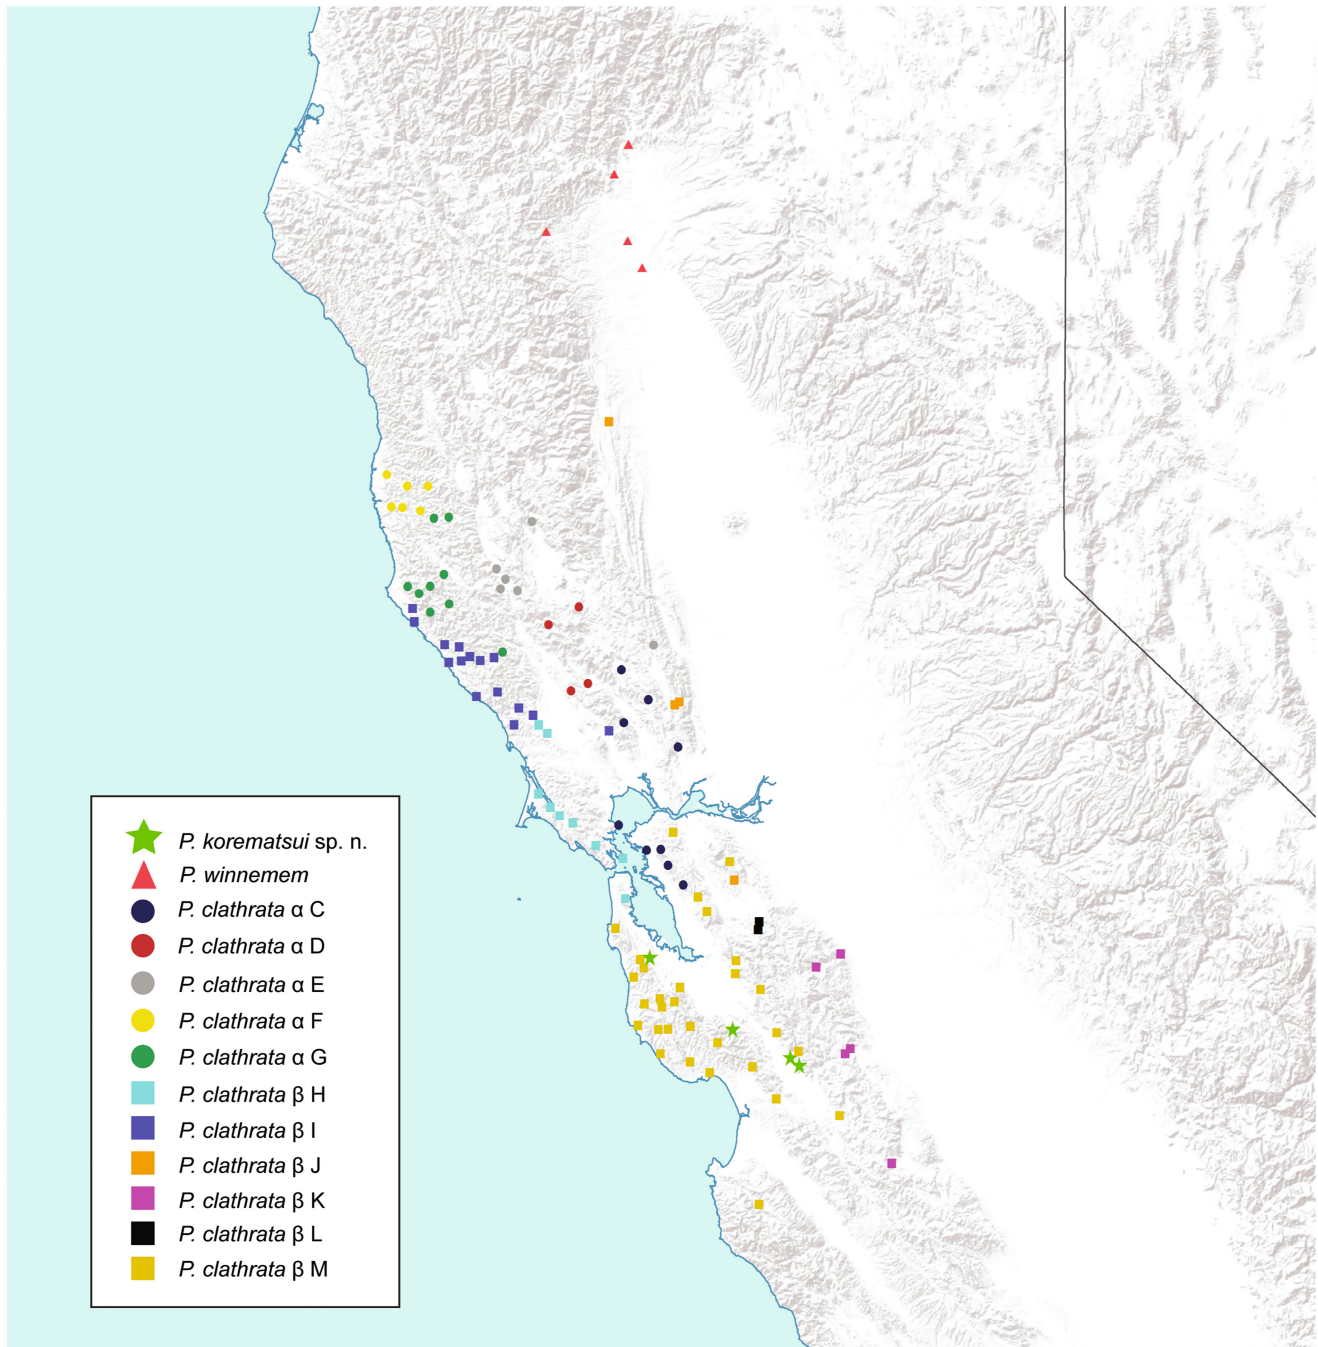 P. korematsui sp. n.
P. winnemem
P. clathrata α C
P. clathrata α D
P. clathrata α E
P. clathrata α F
P. clathrata α G
P. clathrata β H
P. clathrata β I
P. clathrata β J
P. clathrata β K
P. clathrata β L
P. clathrata β M